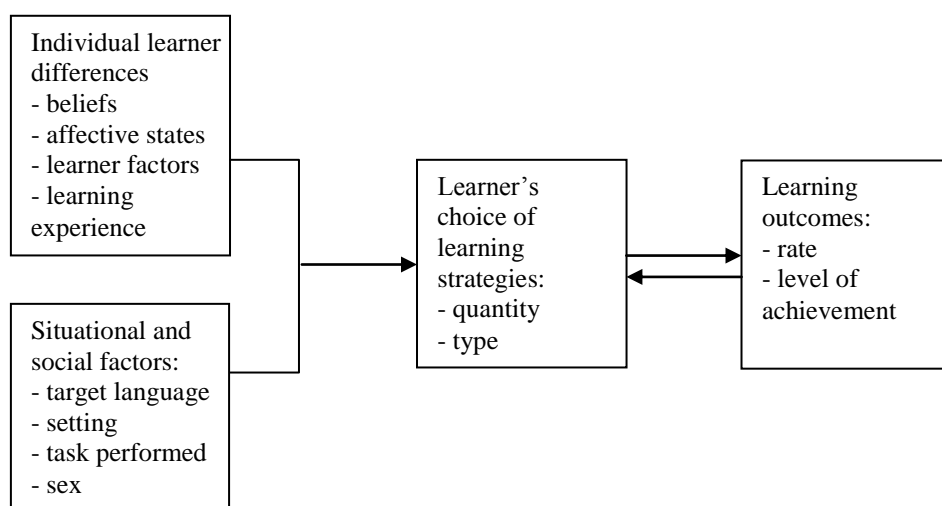 Individual learner
differences
- beliefs
- affective states
- learner factors
- learning
experience
Situational and
social factors:
- target language
- setting
- task performed
- sex
Learner’s
choice of
learning
strategies:
- quantity
- type
Learning
outcomes:
- rate
- level of
achievement